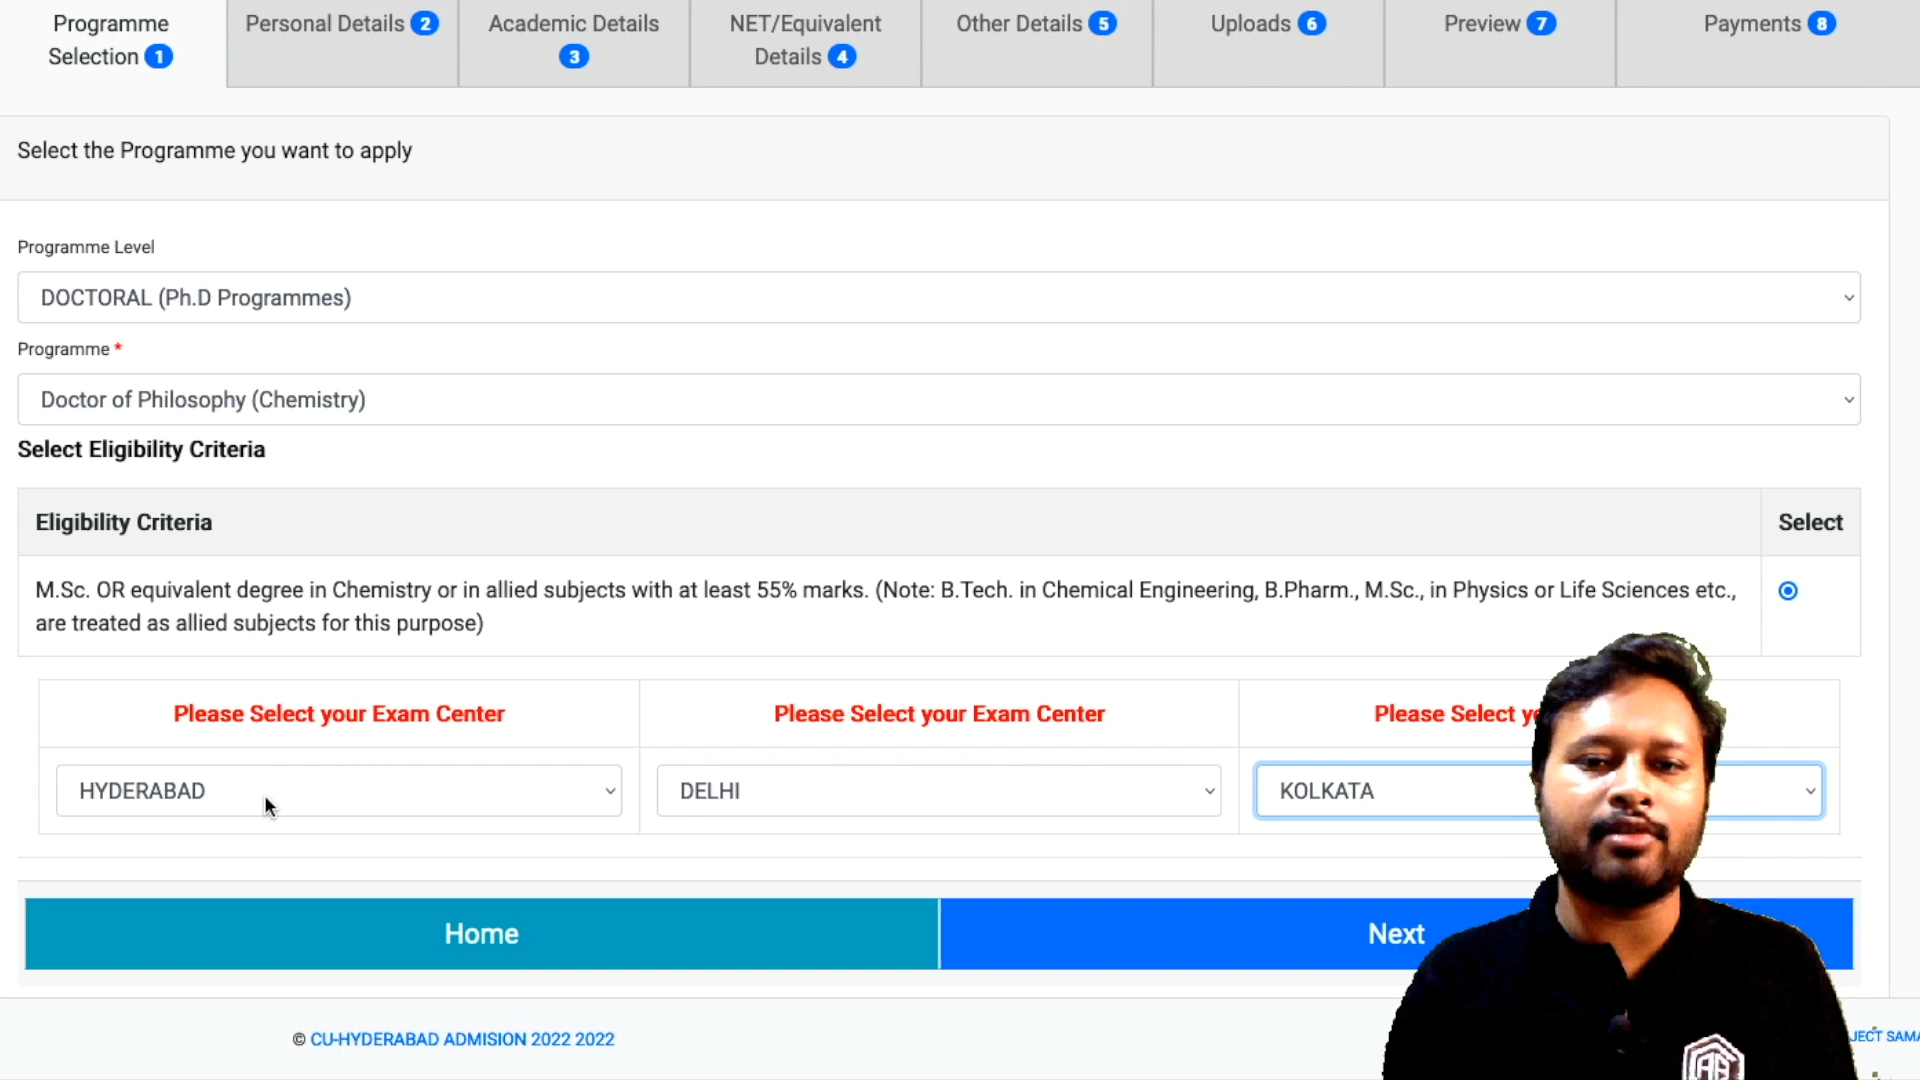 Programme
Selection 1
Personal Details 2
Academic Details
3
NET/Equivalent
Details 4
Other Details 5
Uploads 6
Preview 7
Payments 8
Select the Programme you want to apply
Programme Level
DOCTORAL (Ph.D Programmes)
Programme *
Doctor of Philosophy (Chemistry)
Select Eligibility Criteria
Eligibility Criteria
Select
M.Sc. OR equivalent degree in Chemistry or in allied subjects with at least 55% marks. (Note: B.Tech. in Chemical Engineering, B.Pharm., M.Sc., in Physics or Life Sciences etc.,
are treated as allied subjects for this purpose)
Please Select your Exam Center
Please Select your Exam Center
Please Select
HYDERABAD
DELHI
KOLKATA
Home
Next
© CU-HYDERABAD ADMISION 2022 2022